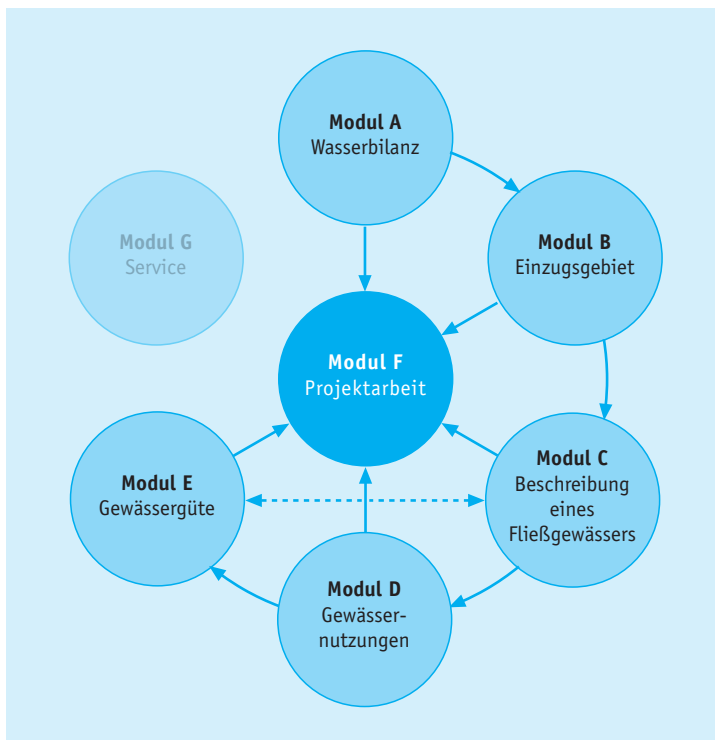 Modul A
Wasserbilanz
Modul G
Service
Modul B
Einzugsgebiet
Modul F
Projektarbeit
Modul E
Gewässergüte
Modul C
Beschreibung
eines
Fließgewässers
Modul D
Gewässer-
nutzungen